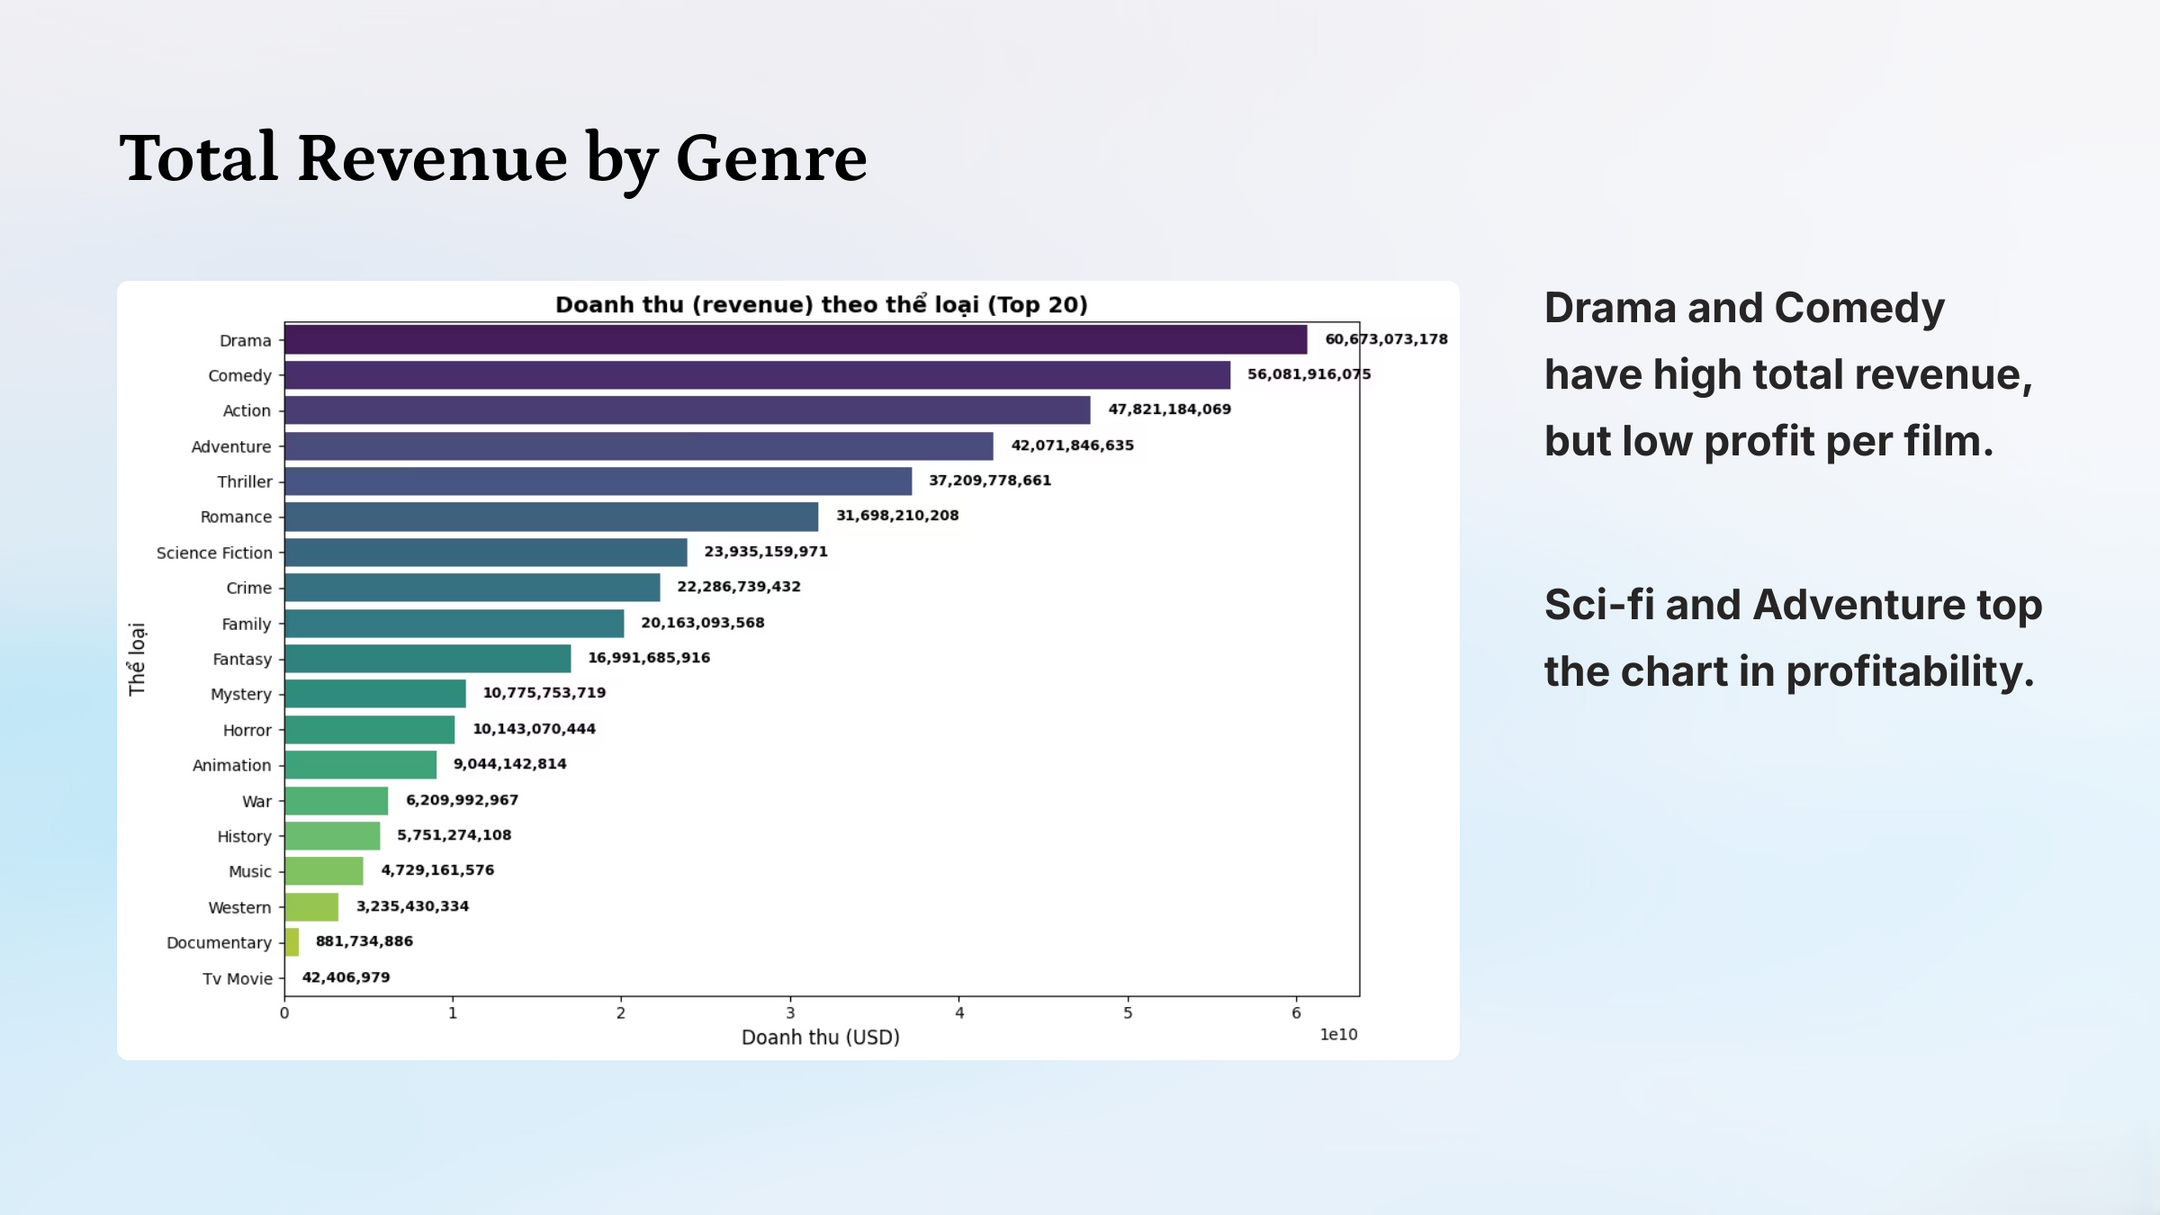 Total Revenue by Genre
Doanh thu (revenue) theo thể loại (Top 20)
Drama 60,673,073,178
Comedy 56,081,916,075
Action 47,821,184,069
Adventure 42,071,846,635
Thriller 37,209,778,661
Romance 31,698,210,208
Science Fiction 23,935,159,971
Crime 22,286,739,432
Family 20,163,093,568
Fantasy 16,991,685,916
Mystery 10,775,753,719
Horror 10,143,070,444
Animation 9,044,142,814
War 6,209,992,967
History 5,751,274,108
Music 4,729,161,576
Western 3,235,430,334
Documentary 881,734,886
Tv Movie 42,406,979
Thể loại
0 1 2 3 4 5 6
1e10
Doanh thu (USD)
Drama and Comedy
have high total revenue,
but low profit per film.
Sci-fi and Adventure top
the chart in profitability.